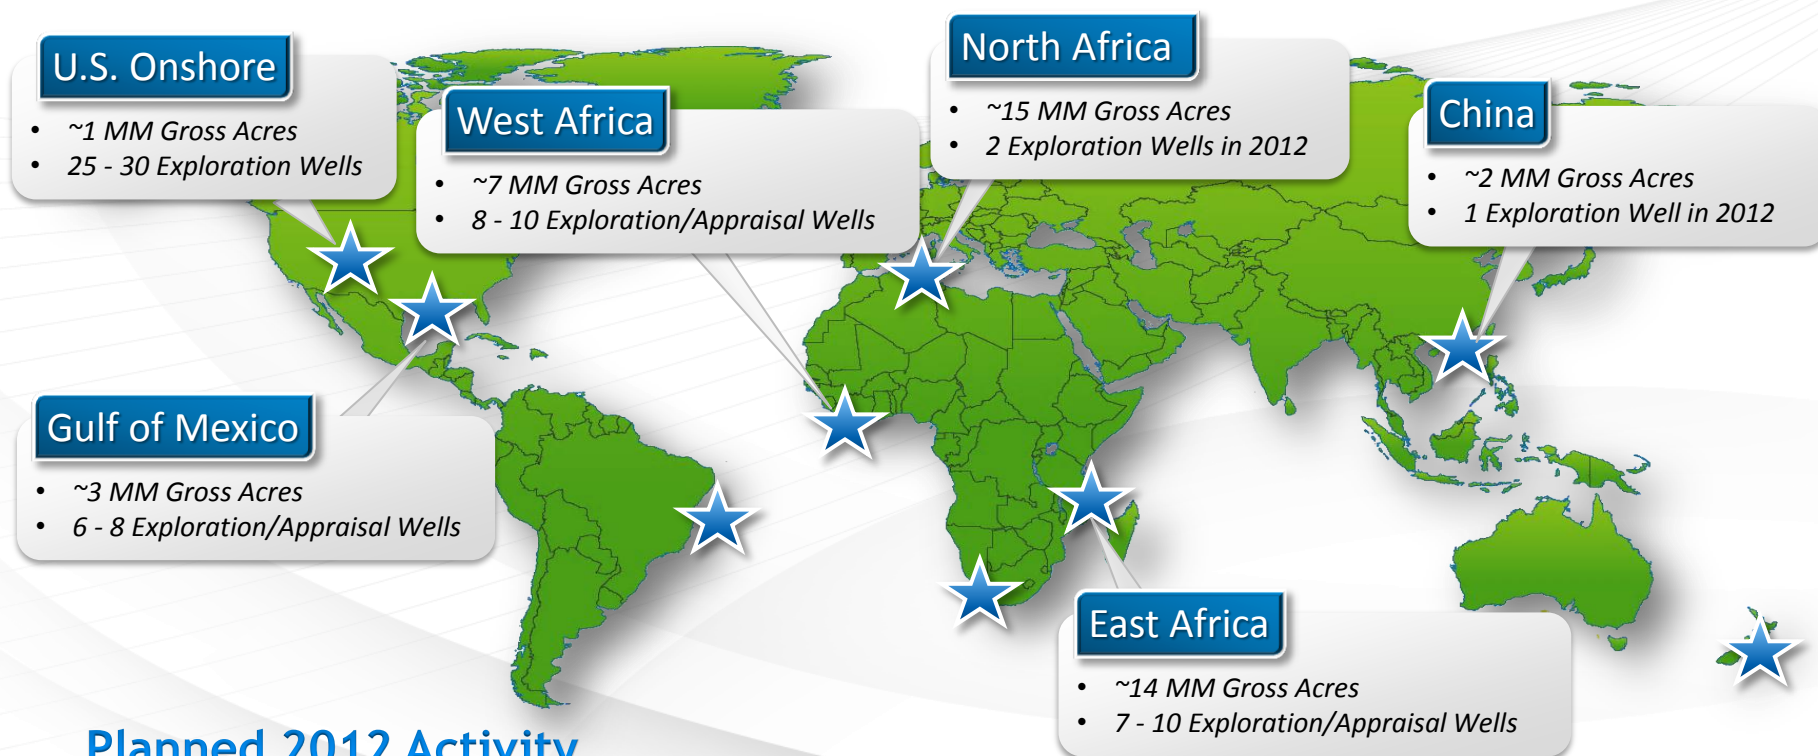 U.S. Onshore
• ~1 MM Gross Acres
• 25 - 30 Exploration Wells
West Africa
• ~7 MM Gross Acres
• 8 - 10 Exploration/Appraisal Wells
North Africa
• ~15 MM Gross Acres
• 2 Exploration Wells in 2012
China
• ~2 MM Gross Acres
• 1 Exploration Well in 2012
Gulf of Mexico
• ~3 MM Gross Acres
• 6 - 8 Exploration/Appraisal Wells
East Africa
• ~14 MM Gross Acres
• 7 - 10 Exploration/Appraisal Wells
Planned 2012 Activity